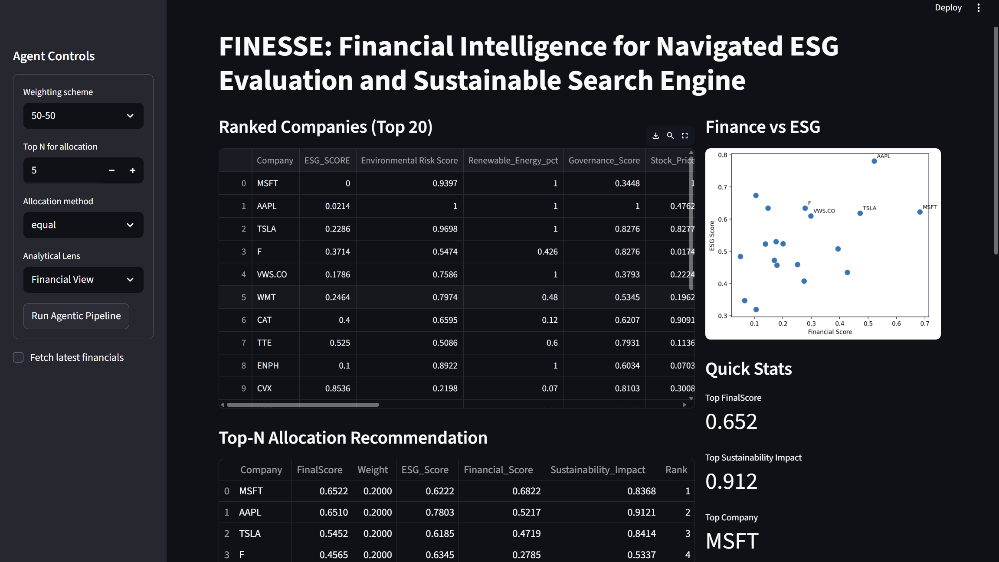 Deploy
Agent Controls
Weighting scheme
50-50
Top N for allocation
5
Allocation method
equal
Analytical Lens
Financial View
Run Agentic Pipeline
Fetch latest financials
FINESSE: Financial Intelligence for Navigated ESG
Evaluation and Sustainable Search Engine
Ranked Companies (Top 20)
Company ESG_SCORE Environmental Risk Score Renewable_Energy_pct Governance_Score Stock_Price
0 MSFT 0 0.9397 1 0.3448 1
1 AAPL 0.0214 1 1 1 0.4762
2 TSLA 0.2286 0.9698 1 0.8276 0.8277
3 F 0.3714 0.5474 0.426 0.8276 0.0174
4 VWS.CO 0.1786 0.7586 1 0.3793 0.2224
5 WMT 0.2464 0.7974 0.48 0.5345 0.1962
6 CAT 0.4 0.6595 0.12 0.6207 0.9091
7 TTE 0.525 0.5086 0.6 0.7931 0.1136
8 ENPH 0.1 0.8922 1 0.6034 0.0703
9 CVX 0.8536 0.2198 0.07 0.8103 0.3008
Top-N Allocation Recommendation
Company FinalScore Weight ESG_Score Financial_Score Sustainability_Impact Rank
0 MSFT 0.6522 0.2000 0.6222 0.6822 0.8368 1
1 AAPL 0.6510 0.2000 0.7803 0.5217 0.9121 2
2 TSLA 0.5452 0.2000 0.6185 0.4719 0.8414 3
3 F 0.4565 0.2000 0.6345 0.2785 0.5337 4
Finance vs ESG
AAPL
F
VWS.CO
TSLA
MSFT
0.8
0.7
0.6
0.5
0.4
0.3
ESG Score
0.1 0.2 0.3 0.4 0.5 0.6 0.7
Financial Score
Quick Stats
Top FinalScore
0.652
Top Sustainability Impact
0.912
Top Company
MSFT